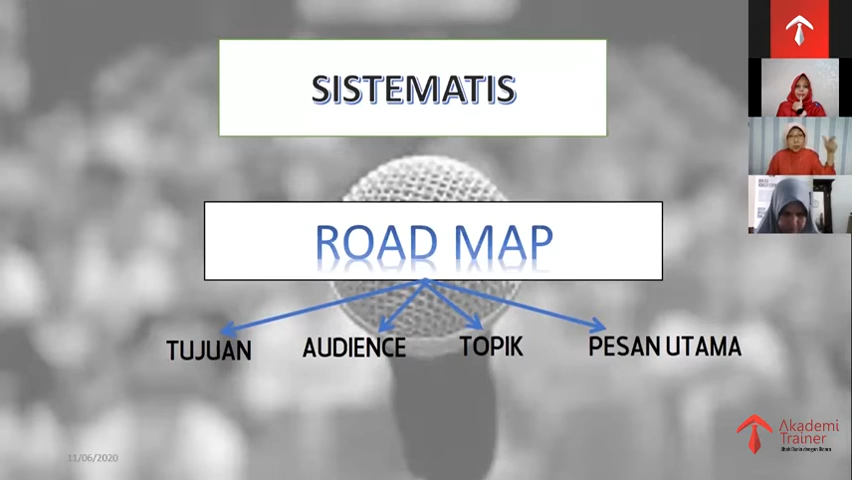 SISTEMATIS
ROAD MAP
TUJUAN
AUDIENCE
TOPIK
PESAN UTAMA
11/06/2020
Akademi
Trainer